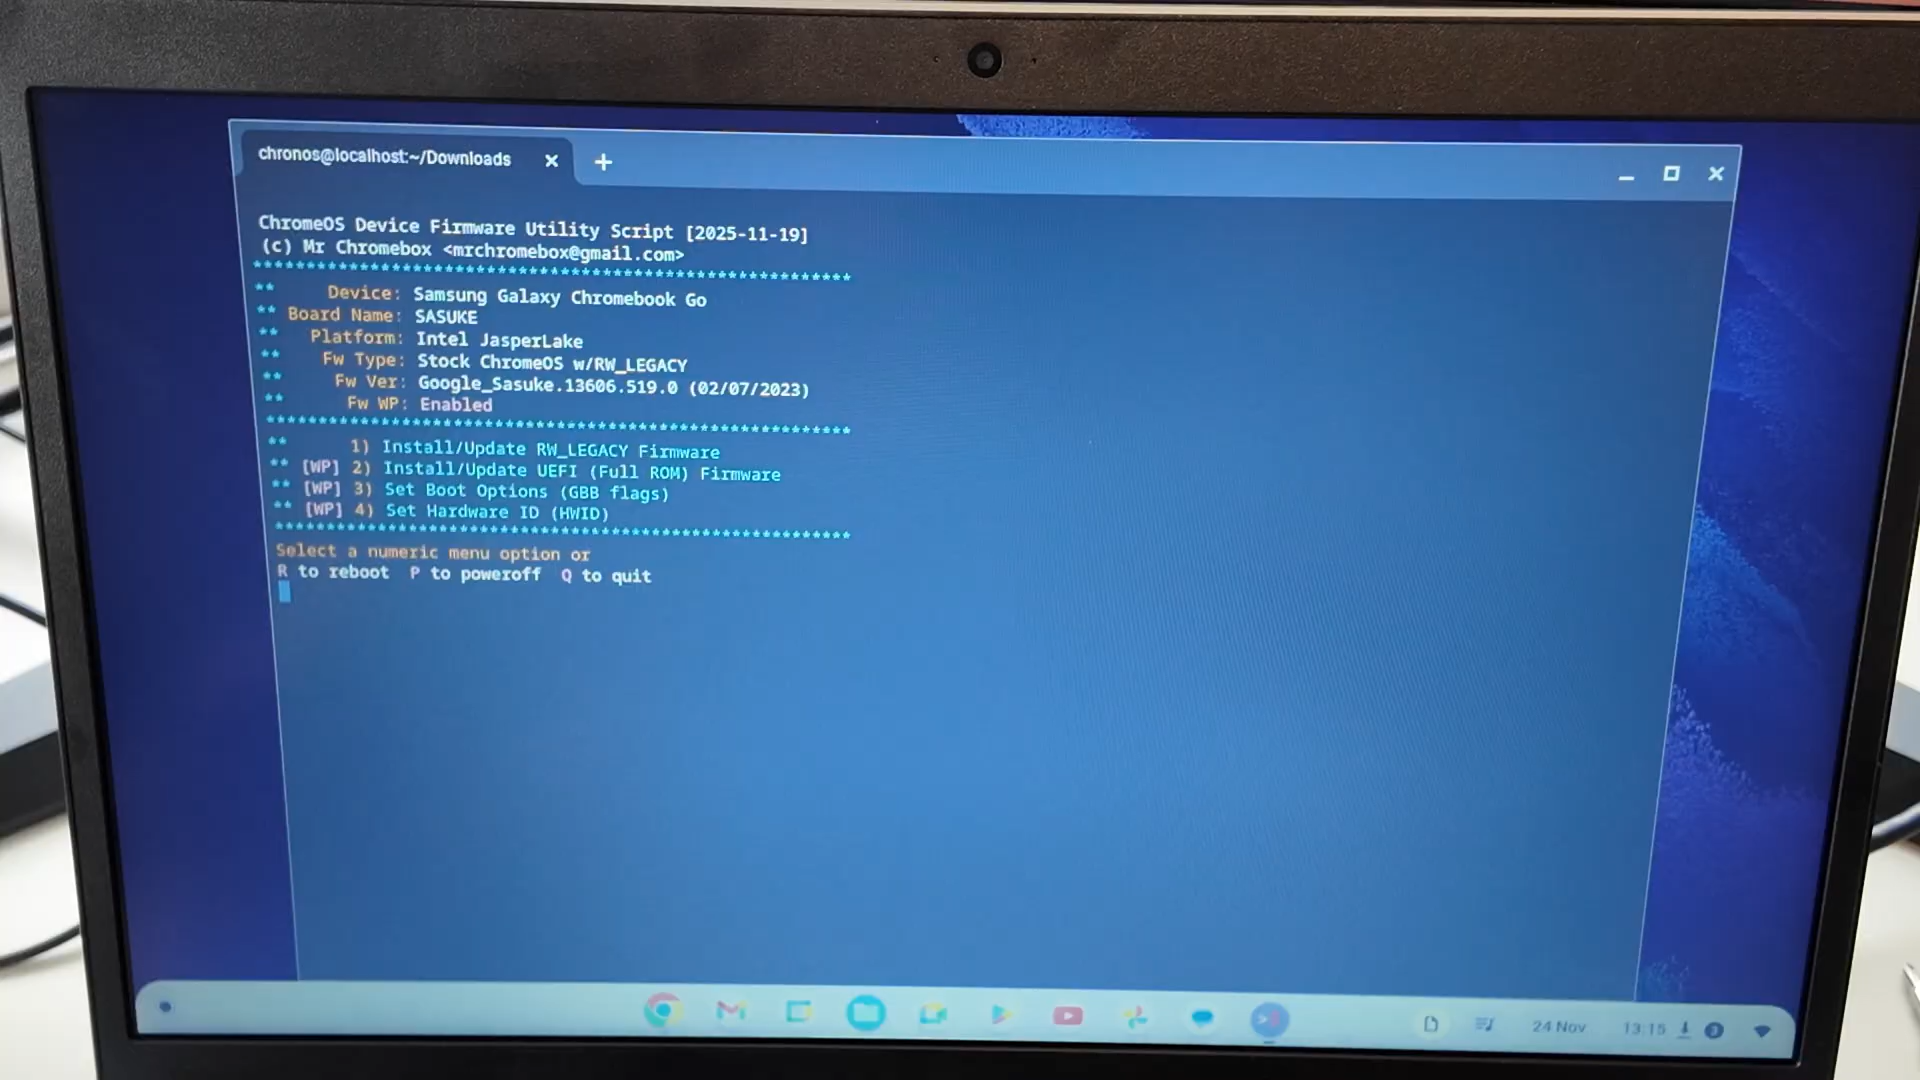 chronos@localhost:~/Downloads
ChromeOS Device Firmware Utility Script [2025-11-19]
(c) Mr Chromebox <mrchromebox@gmail.com>
*********************************************************
** Device: Samsung Galaxy Chromebook Go
** Board Name: SASUKE
** Platform: Intel JasperLake
** Fw Type: Stock ChromeOS w/RW_LEGACY
** Fw Ver: Google_Sasuke.13606.519.0 (02/07/2023)
** Fw WP: Enabled
*********************************************************
** 1) Install/Update RW_LEGACY Firmware
** [WP] 2) Install/Update UEFI (Full ROM) Firmware
** [WP] 3) Set Boot Options (GBB flags)
** [WP] 4) Set Hardware ID (HWID)
*********************************************************
Select a numeric menu option or
R to reboot P to poweroff Q to quit
24 Nov 13:15 3